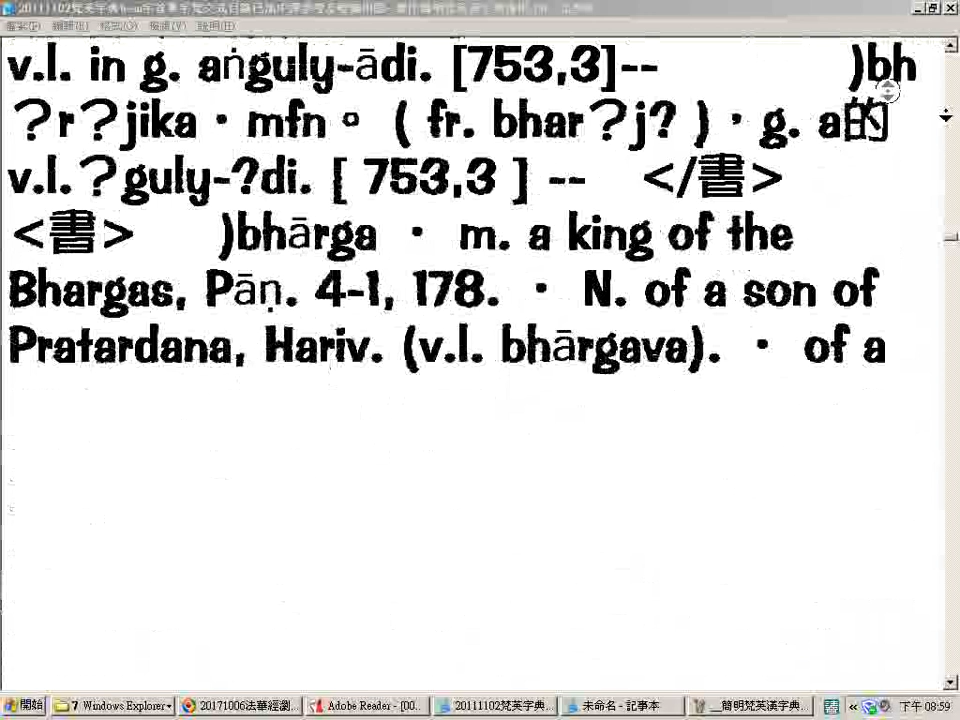 v.l. in g. aṅguly-ādi. [753,3]-- )bh
？r？jika‧mfn。 ( fr. bhar？j? )‧g. a的
v.l.？guly-?di. [ 753,3 ] -- </書>
<書> )bhārga ‧ m. a king of the
Bhargas, Pāṇ. 4-1, 178. ‧ N. of a son of
Pratardana, Hariv. (v.l. bhārgava). ‧ of a
開始 7 Windows Explorer 20171006法華經瀏... Adobe Reader - [00... 20111102梵英字典... 未命名 - 記事本 __簡明梵英漢字典... « 下午 08:59